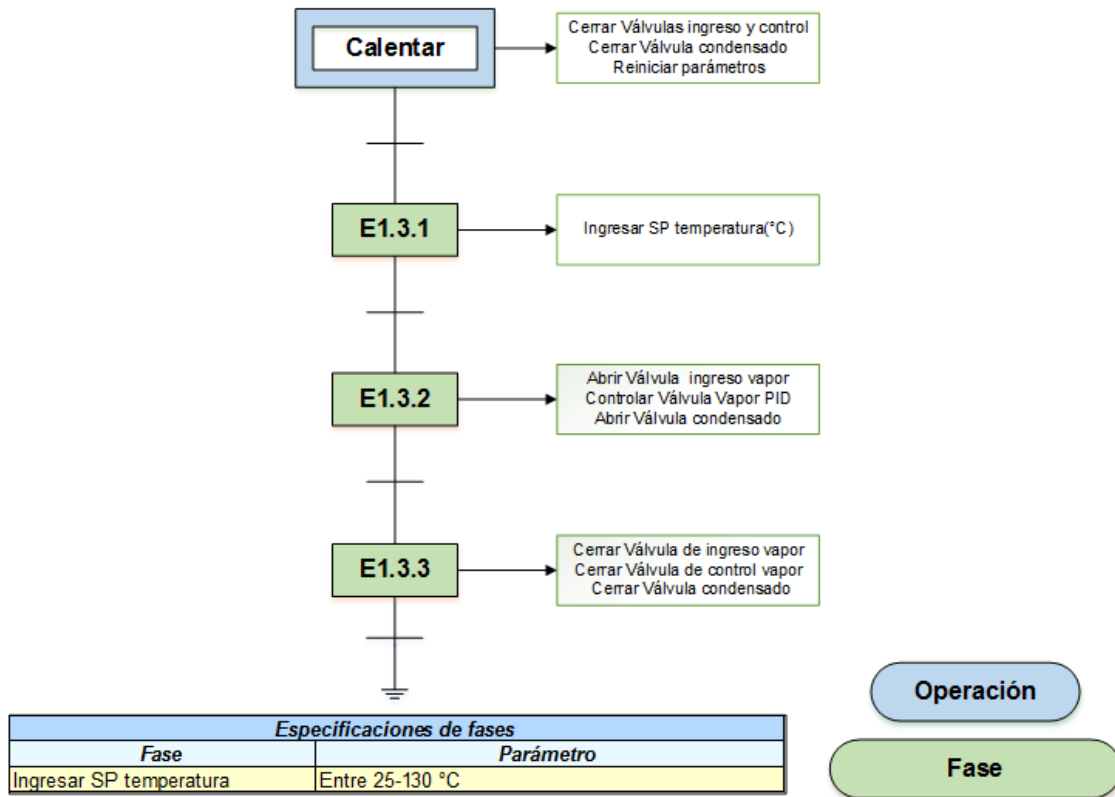 Calentar
Cerrar Válvulas ingreso y control
Cerrar Válvula condensado
Reiniciar parámetros
E1.3.1
Ingresar SP temperatura(°C)
E1.3.2
Abrir Válvula ingreso vapor
Controlar Válvula Vapor PID
Abrir Válvula condensado
E1.3.3
Cerrar Válvula de ingreso vapor
Cerrar Válvula de control vapor
Cerrar Válvula condensado
Especificaciones de fases
Fase Parámetro
Ingresar SP temperatura Entre 25-130 °C
Operación
Fase